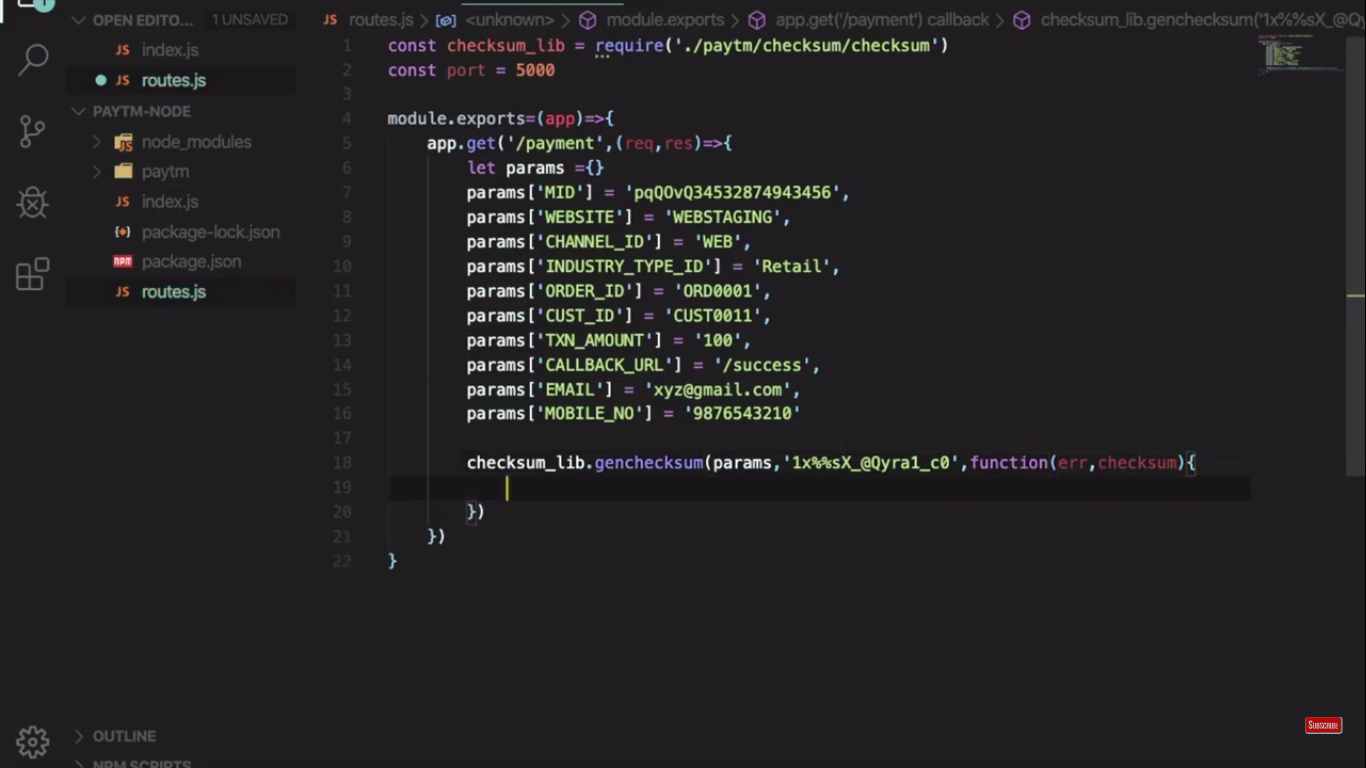 OPEN EDITO... 1 UNSAVED
JS index.js
JS routes.js
PAYTM-NODE
node_modules
paytm
JS index.js
package-lock.json
npm package.json
JS routes.js
OUTLINE
NPM SCRIPTS
JS routes.js > <unknown> > module.exports > app.get('/payment') callback > checksum_lib.genchecksum('1x%%sX_@Qy
1 const checksum_lib = require('./paytm/checksum/checksum')
2 const port = 5000
3
4 module.exports=(app)=>{
5 app.get('/payment',(req,res)=>{
6 let params ={}
7 params['MID'] = 'pqQOvQ34532874943456',
8 params['WEBSITE'] = 'WEBSTAGING',
9 params['CHANNEL_ID'] = 'WEB',
10 params['INDUSTRY_TYPE_ID'] = 'Retail',
11 params['ORDER_ID'] = 'ORD0001',
12 params['CUST_ID'] = 'CUST0011',
13 params['TXN_AMOUNT'] = '100',
14 params['CALLBACK_URL'] = '/success',
15 params['EMAIL'] = 'xyz@gmail.com',
16 params['MOBILE_NO'] = '9876543210'
17
18 checksum_lib.genchecksum(params,'1x%%sX_@Qyra1_c0',function(err,checksum){
19
20 })
21 })
22 }
SUBSCRIBE